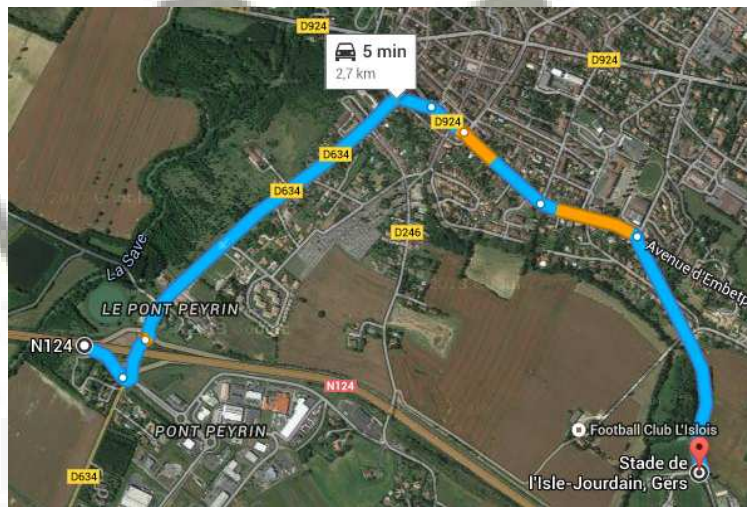 D924
5 min
2,7 km
D924
D924
D634
D634
D246
La Save
Avenue d'Embetp
LE PONT PEYRIN
N124
N124
PONT PEYRIN
Football Club L'Islois
D634
Stade de
l'Isle-Jourdain, Gers